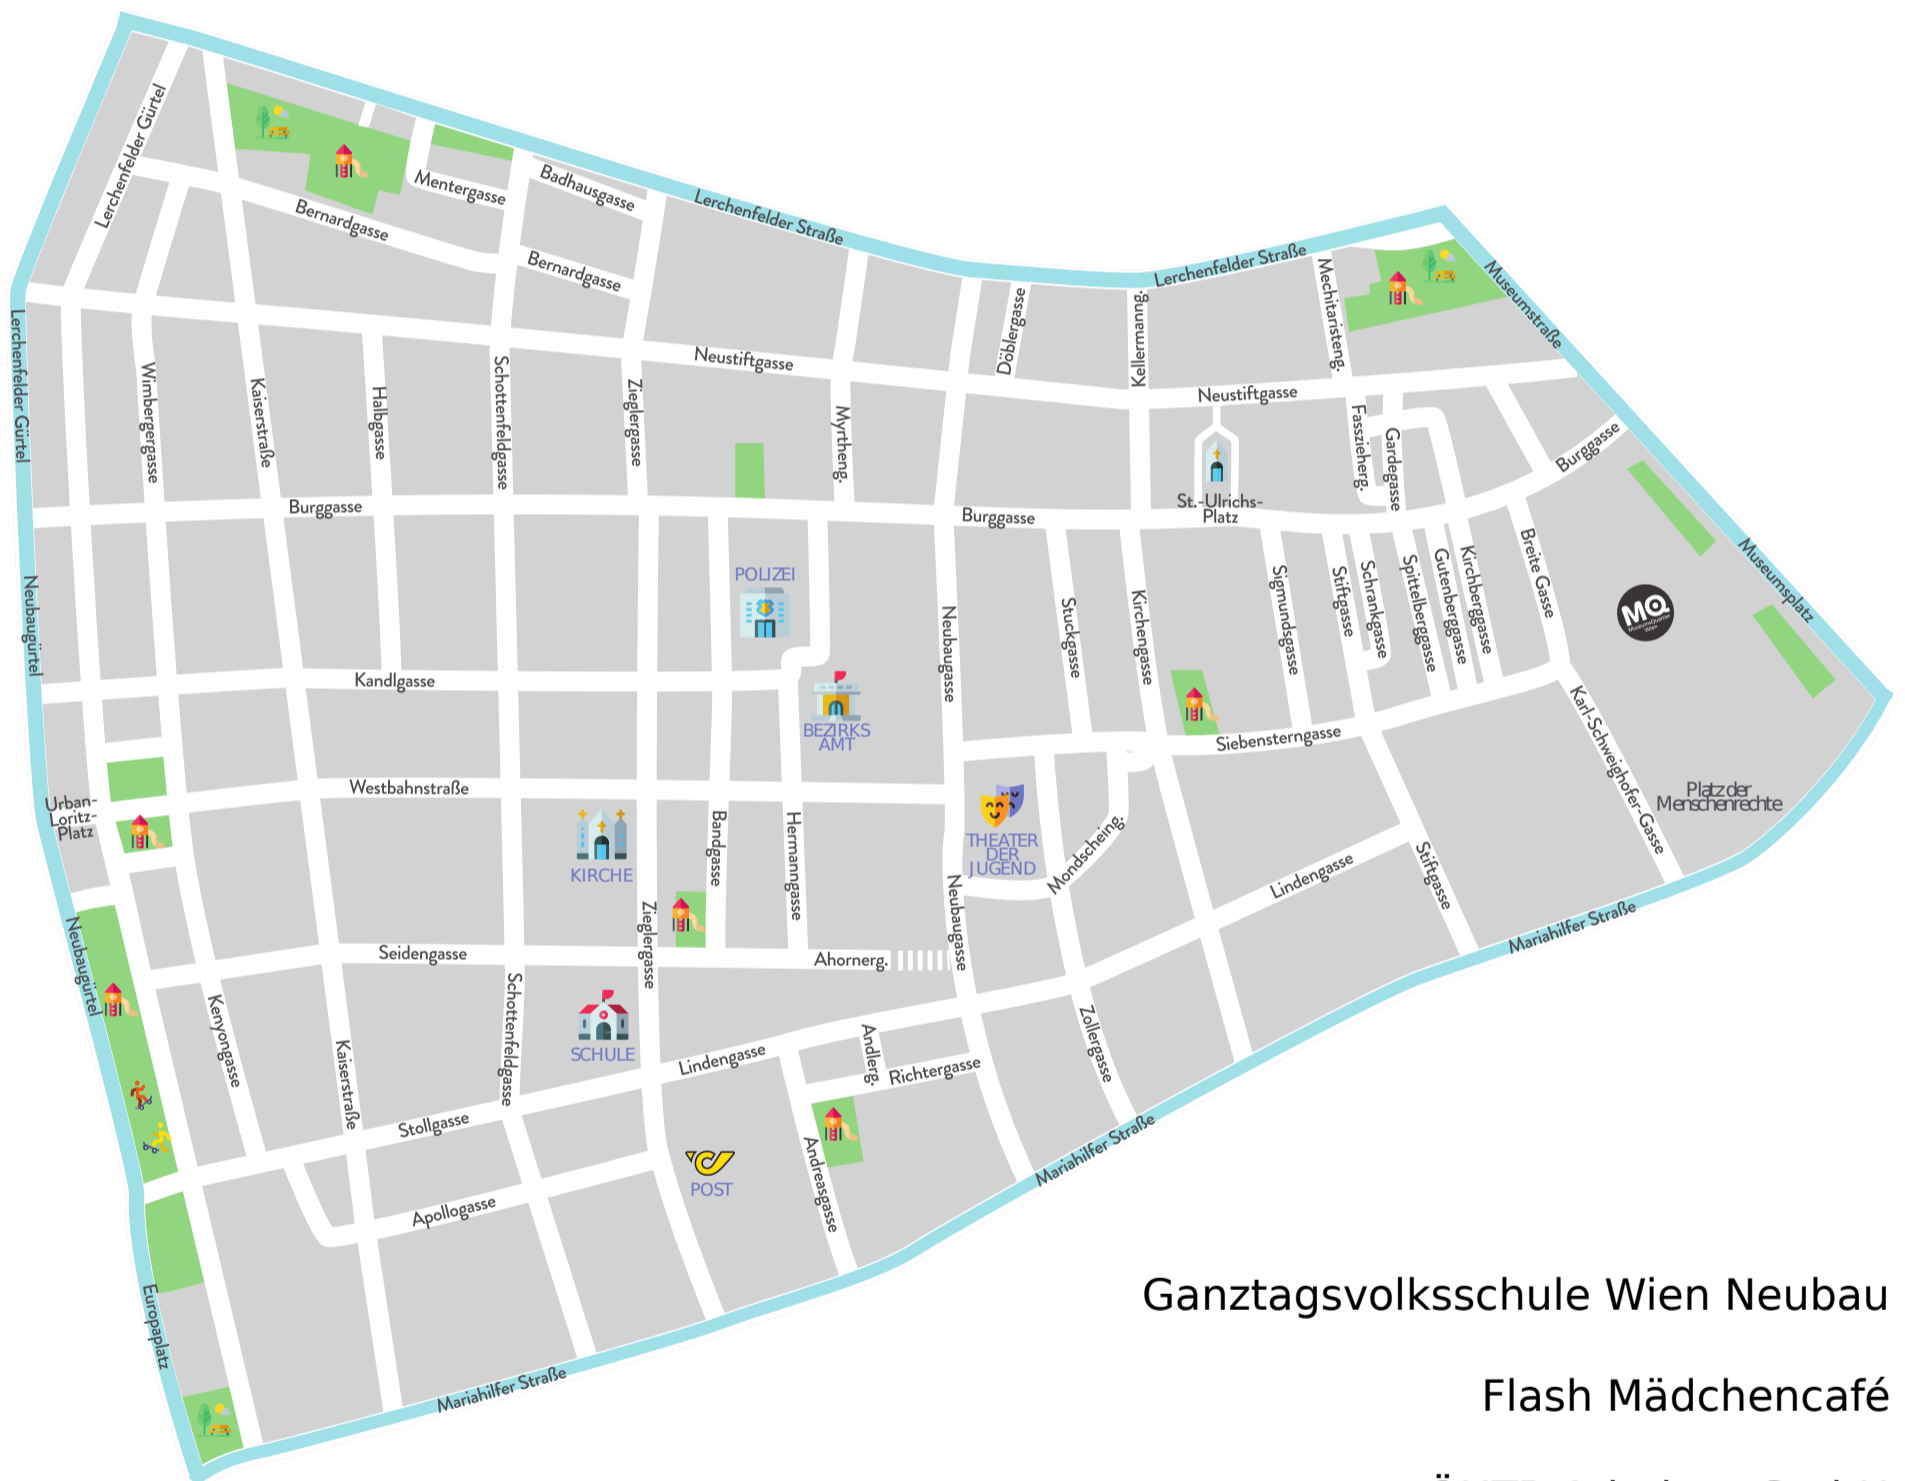 Lerchenfelder Gürtel
Mentergasse
Badhausgasse
Bernardgasse
Bernardgasse
Lerchenfelder Straße
Lerchenfelder Straße
Museumstraße
Mechitaristeng.
Döblergasse
Kellermanng.
Lerchenfelder Gürtel
Wimbergergasse
Kaiserstraße
Halbgasse
Schottenfeldgasse
Zieglergasse
Neustiftgasse
Myrtheng.
Neustiftgasse
Fasszieherg.
Gardegasse
Burggasse
Burggasse
Burggasse
St.-Ulrichs-
Platz
Neubaugürtel
POLIZEI
Neubaugasse
Stuckgasse
Kirchengasse
Sigmundsgasse
Stiftgasse
Schrankgasse
Spittelberggasse
Gutenberggasse
Kirchberggasse
Breite Gasse
MQ
MuseumsQuartier
Wien
Museumsplatz
Kandlgasse
BEZIRKS
AMT
Siebensterngasse
Karl-Schweighofer-Gasse
Platz der
Menschenrechte
Urban-
Loritz-
Platz
Westbahnstraße
Bandgasse
Hermanngasse
THEATER
DER
JUGEND
Mondscheing.
KIRCHE
Lindengasse
Stiftgasse
Neubaugürtel
Zieglergasse
Neubaugasse
Mariahilfer Straße
Seidengasse
Ahornerg.
Kenyongasse
Kaiserstraße
Schottenfeldgasse
SCHULE
Lindengasse
Andlerg.
Richtergasse
Zollergasse
Stollgasse
Mariahilfer Straße
POST
Andreasgasse
Apollogasse
Europaplatz
Mariahilfer Straße
Ganztagsvolksschule Wien Neubau
Flash Mädchencafé